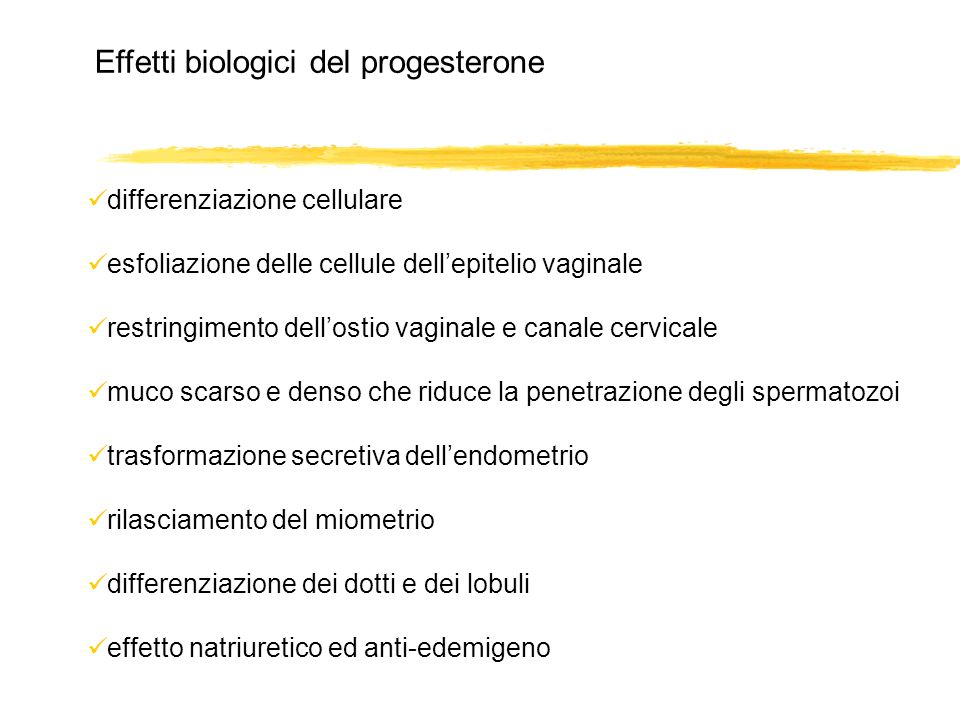 Effetti biologici del progesterone
✓differenziazione cellulare
✓esfoliazione delle cellule dell’epitelio vaginale
✓restringimento dell’ostio vaginale e canale cervicale
✓muco scarso e denso che riduce la penetrazione degli spermatozoi
✓trasformazione secretiva dell’endometrio
✓rilasciamento del miometrio
✓differenziazione dei dotti e dei lobuli
✓effetto natriuretico ed anti-edemigeno